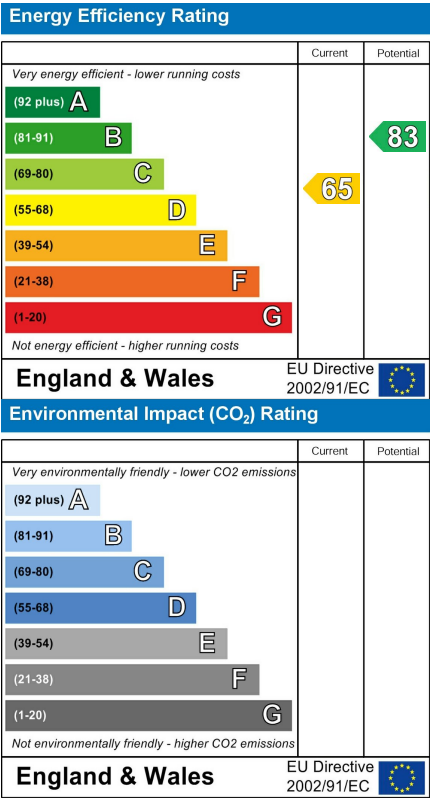 Energy Efficiency Rating
Current Potential
Very energy efficient - lower running costs
(92 plus) A
(81-91) B
83
(69-80) C
65
(55-68) D
(39-54) E
(21-38) F
(1-20) G
Not energy efficient - higher running costs
England & Wales
EU Directive
2002/91/EC
Environmental Impact (CO₂) Rating
Current Potential
Very environmentally friendly - lower CO2 emissions
(92 plus) A
(81-91) B
(69-80) C
(55-68) D
(39-54) E
(21-38) F
(1-20) G
Not environmentally friendly - higher CO2 emissions
England & Wales
EU Directive
2002/91/EC